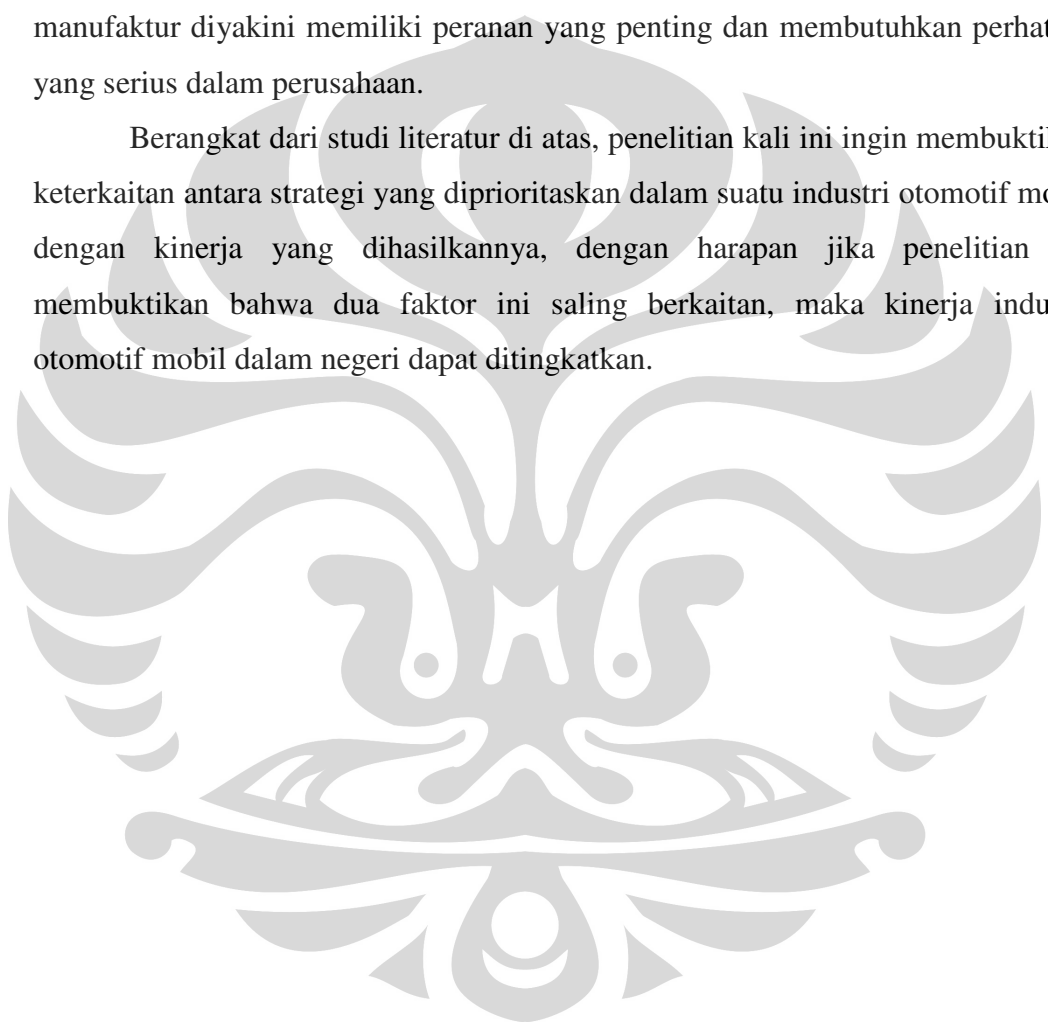 manufaktur diyakini memiliki peranan yang penting dan membutuhkan perhat
yang serius dalam perusahaan.
Berangkat dari studi literatur di atas, penelitian kali ini ingin membukti
keterkaitan antara strategi yang diprioritaskan dalam suatu industri otomotif mo
dengan kinerja yang dihasilkannya, dengan harapan jika penelitian
membuktikan bahwa dua faktor ini saling berkaitan, maka kinerja indu
otomotif mobil dalam negeri dapat ditingkatkan.